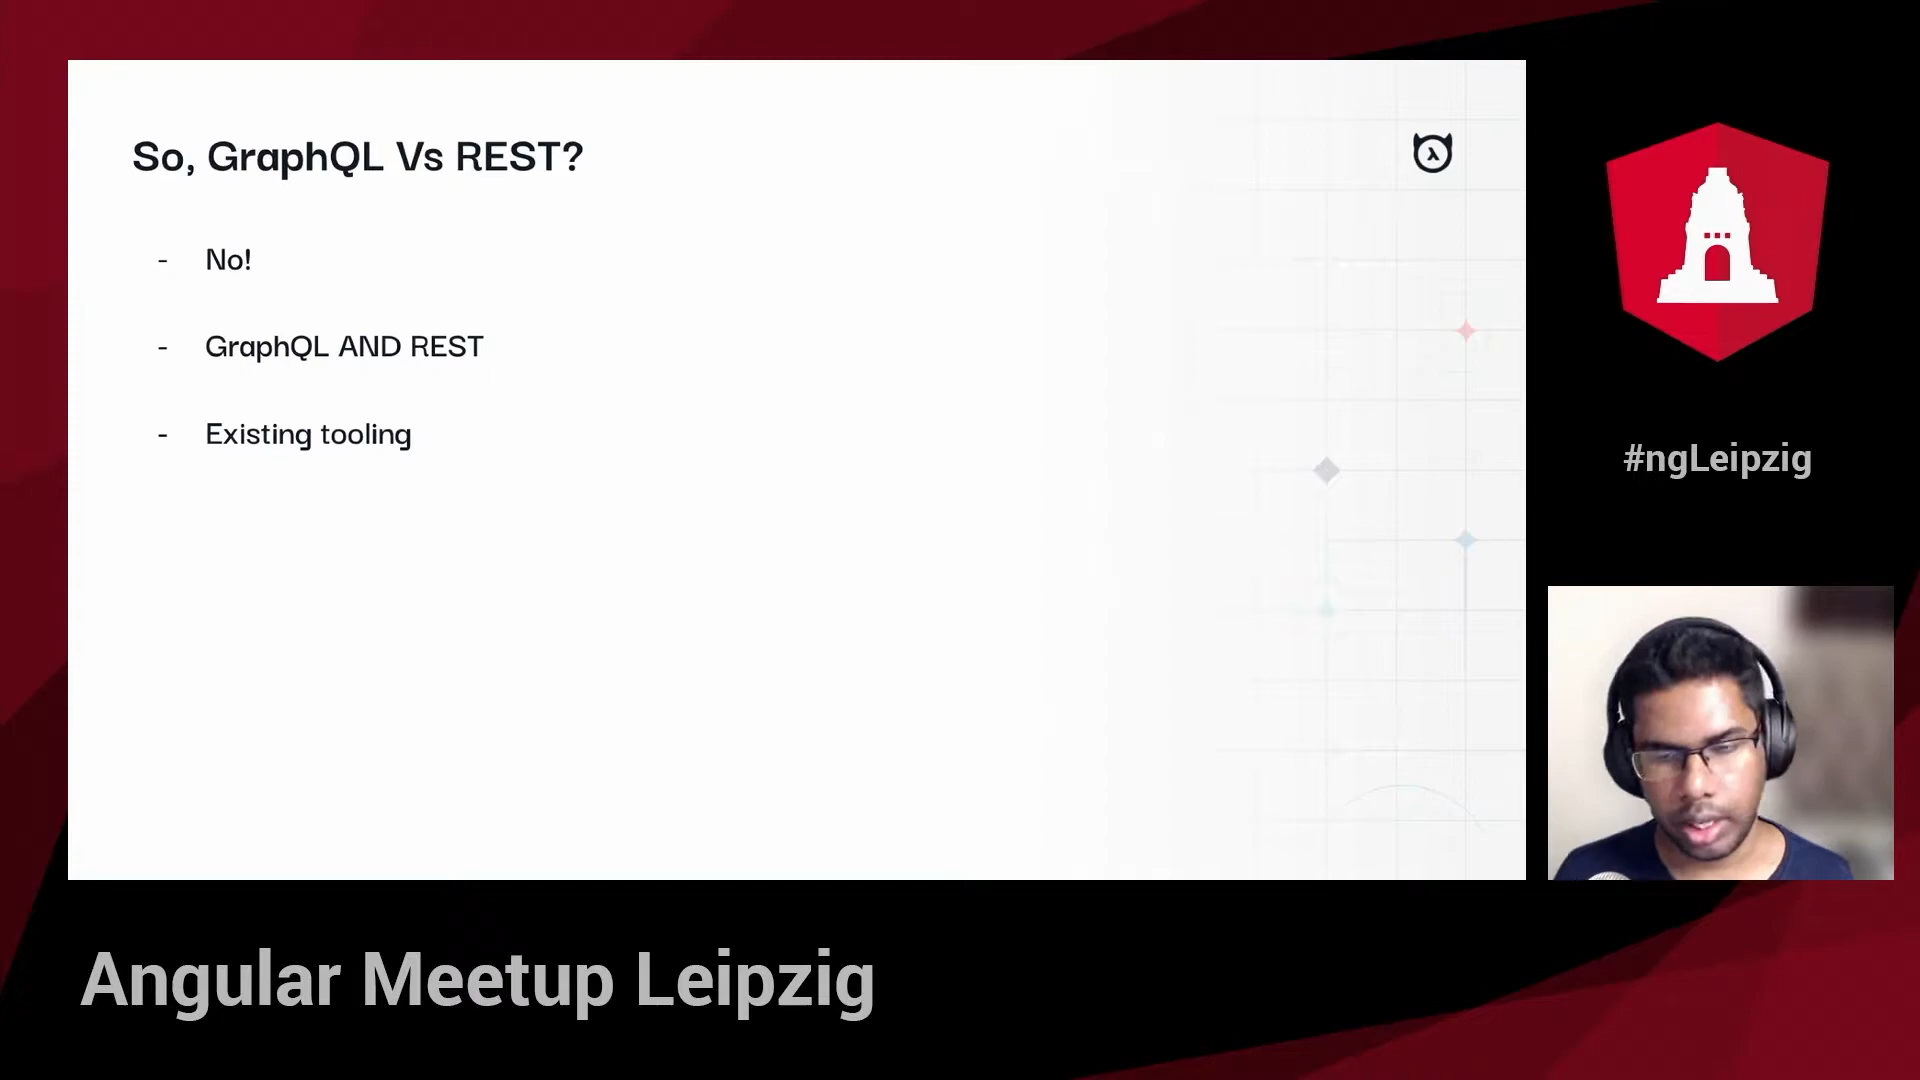 So, GraphQL Vs REST?
- No!
- GraphQL AND REST
- Existing tooling
#ngLeipzig
Angular Meetup Leipzig